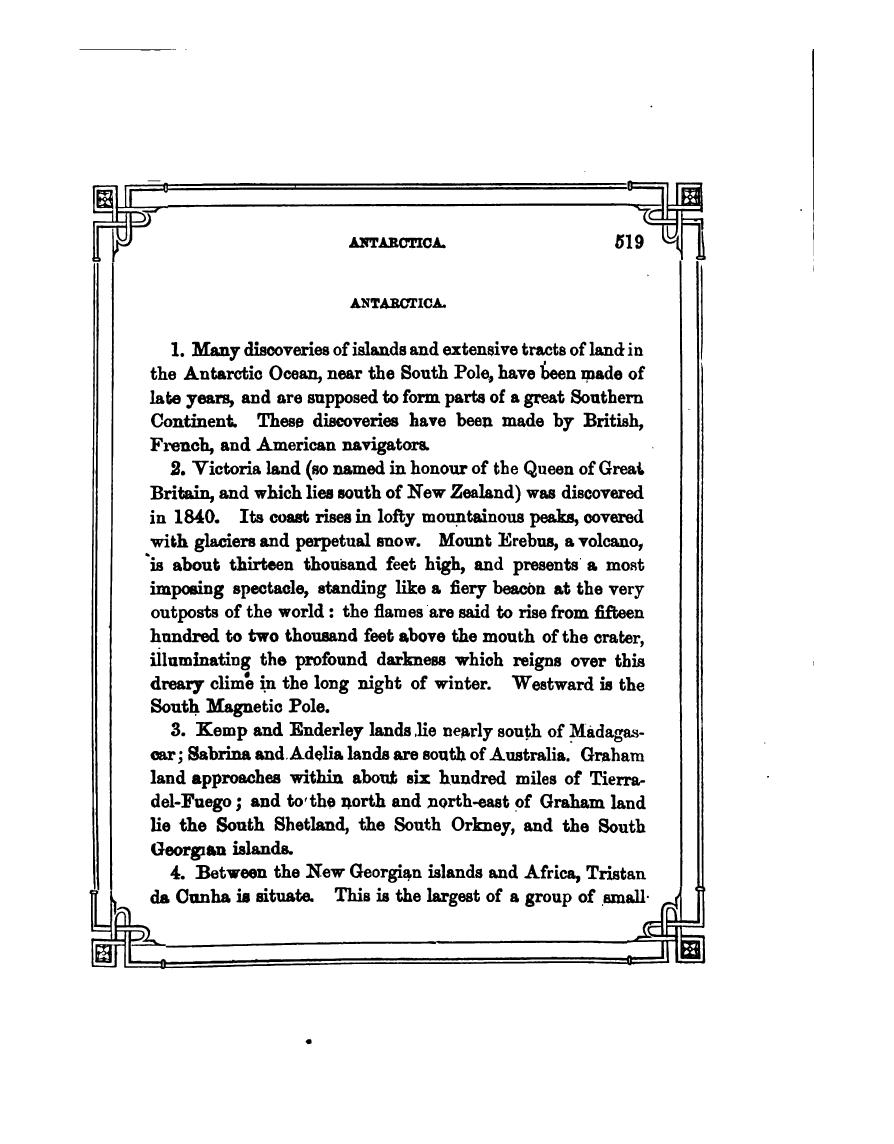 ANTARCTICA. 519
ANTARCTICA.
1. Many discoveries of islands and extensive tracts of land in
the Antarctic Ocean, near the South Pole, have been made of
late years, and are supposed to form parts of a great Southern
Continent. These discoveries have been made by British,
French, and American navigators.
2. Victoria land (so named in honour of the Queen of Great
Britain, and which lies south of New Zealand) was discovered
in 1840. Its coast rises in lofty mountainous peaks, covered
with glaciers and perpetual snow. Mount Erebus, a volcano,
is about thirteen thousand feet high, and presents a most
imposing spectacle, standing like a fiery beacon at the very
outposts of the world : the flames are said to rise from fifteen
hundred to two thousand feet above the mouth of the crater,
illuminating the profound darkness which reigns over this
dreary clime in the long night of winter. Westward is the
South Magnetic Pole.
3. Kemp and Enderley lands lie nearly south of Madagas-
car ; Sabrina and Adelia lands are south of Australia. Graham
land approaches within about six hundred miles of Tierra-
del-Fuego ; and to the north and north-east of Graham land
lie the South Shetland, the South Orkney, and the South
Georgian islands.
4. Between the New Georgian islands and Africa, Tristan
da Cunha is situate. This is the largest of a group of small